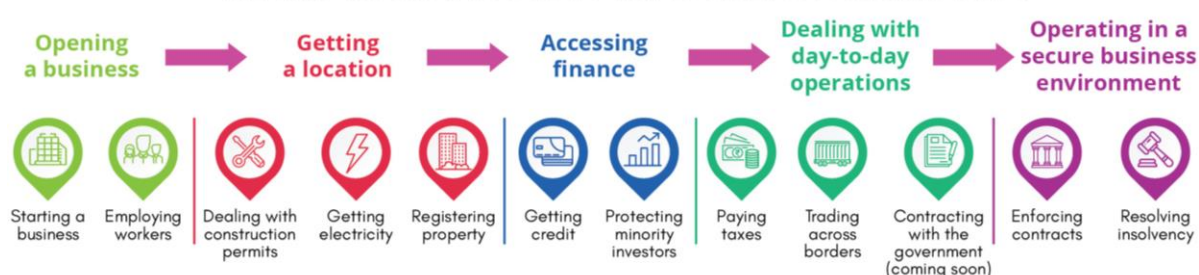 Opening
a business
Getting
a location
Accessing
finance
Dealing with
day-to-day
operations
Operating in a
secure business
environment
Starting a
business
Employing
workers
Dealing with
construction
permits
Getting
electricity
Registering
property
Getting
credit
Protecting
minority
investors
Paying
taxes
Trading
across
borders
Contracting
with the
government
(coming soon)
Enforcing
contracts
Resolving
insolvency